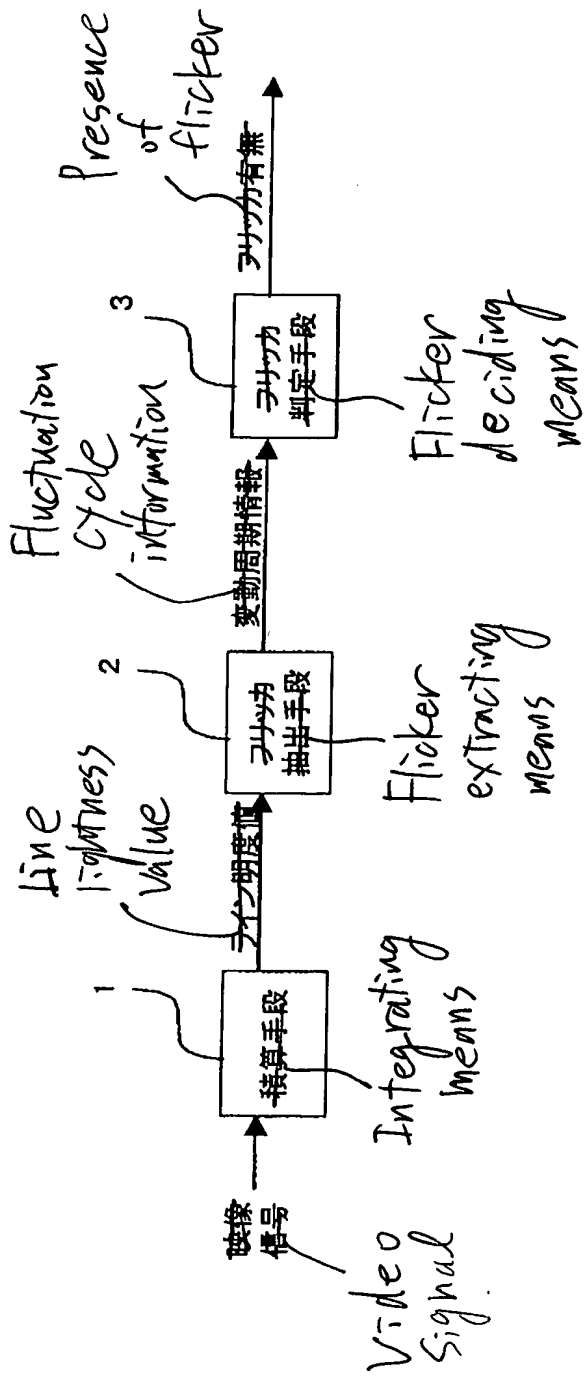 Video
Signal
映像
信号
1
積算手段
Integrating
means
Line
lightness
value
ライン明度値
2
フリッカ
抽出手段
Flicker
extracting
means
Fluctuation
cycle
information
変動周期情報
3
フリッカ
判定手段
Flicker
deciding
means
Presence
of
flicker
フリッカ有無